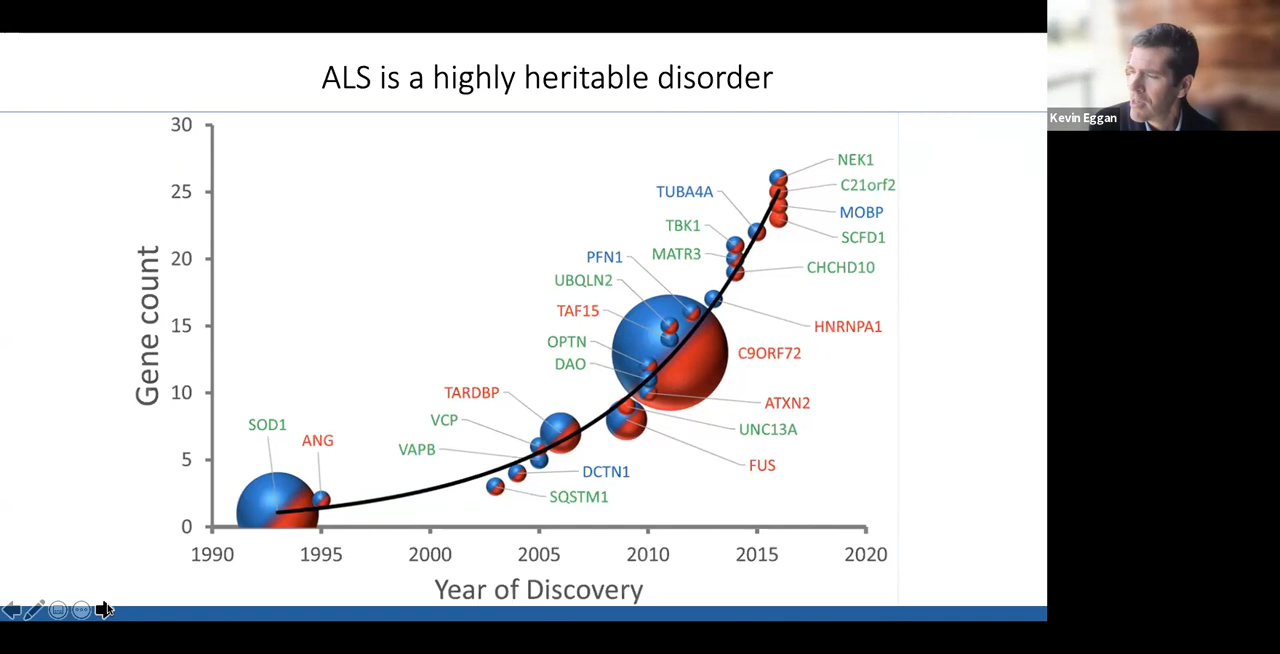 ALS is a highly heritable disorder
Kevin Eggan
Gene count
30
25
20
15
10
5
0
NEK1
TUBA4A
C21orf2
MOBP
TBK1
SCFD1
PFN1
MATR3
CHCHD10
UBQLN2
TAF15
HNRNPA1
OPTN
C9ORF72
DAO
TARDBP
ATXN2
VCP
SOD1
UNC13A
ANG
VAPB
FUS
DCTN1
SQSTM1
1990 1995 2000 2005 2010 2015 2020
Year of Discovery